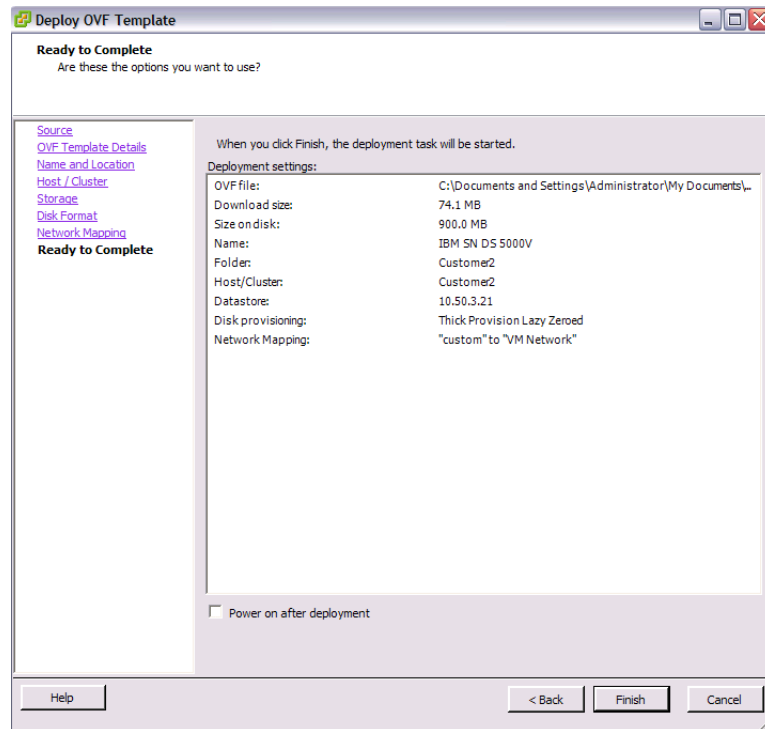 Deploy OVF Template
Ready to Complete
Are these the options you want to use?
Source
OVF Template Details
Name and Location
Host / Cluster
Storage
Disk Format
Network Mapping
Ready to Complete
When you click Finish, the deployment task will be started.
Deployment settings:
OVF file: C:\Documents and Settings\Administrator\My Documents\...
Download size: 74.1 MB
Size on disk: 900.0 MB
Name: IBM SN DS 5000V
Folder: Customer2
Host/Cluster: Customer2
Datastore: 10.50.3.21
Disk provisioning: Thick Provision Lazy Zeroed
Network Mapping: "custom" to "VM Network"
Power on after deployment
Help < Back Finish Cancel